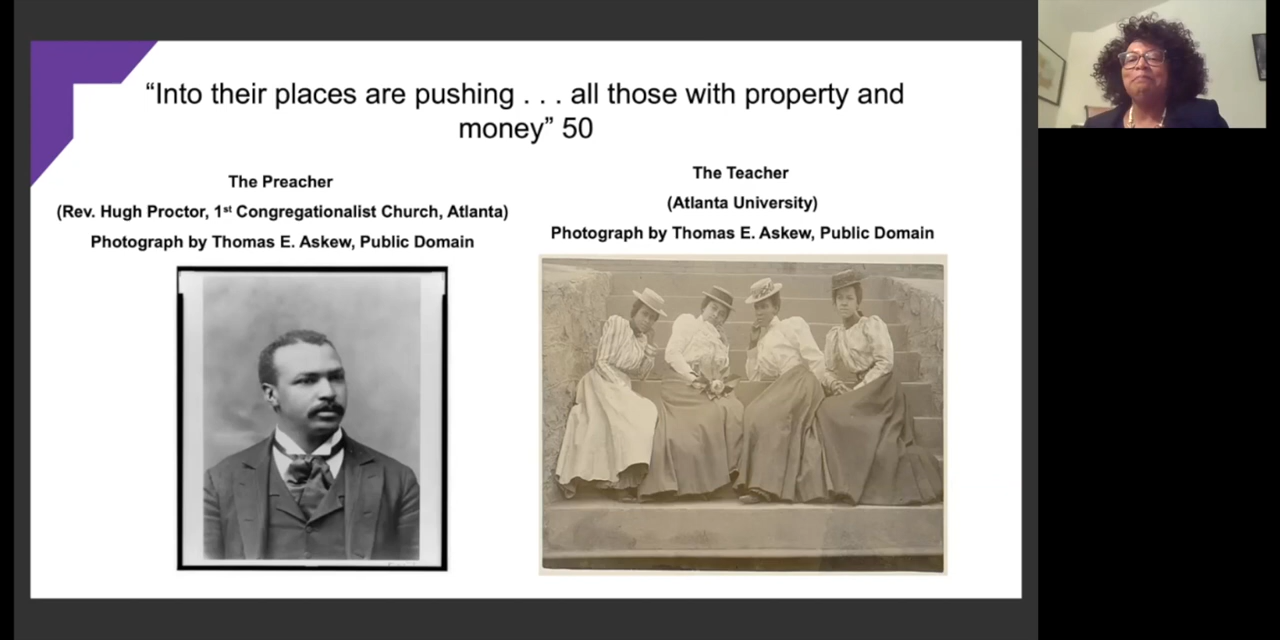 “Into their places are pushing . . . all those with property and
money” 50
The Preacher
(Rev. Hugh Proctor, 1st Congregationalist Church, Atlanta)
Photograph by Thomas E. Askew, Public Domain
The Teacher
(Atlanta University)
Photograph by Thomas E. Askew, Public Domain